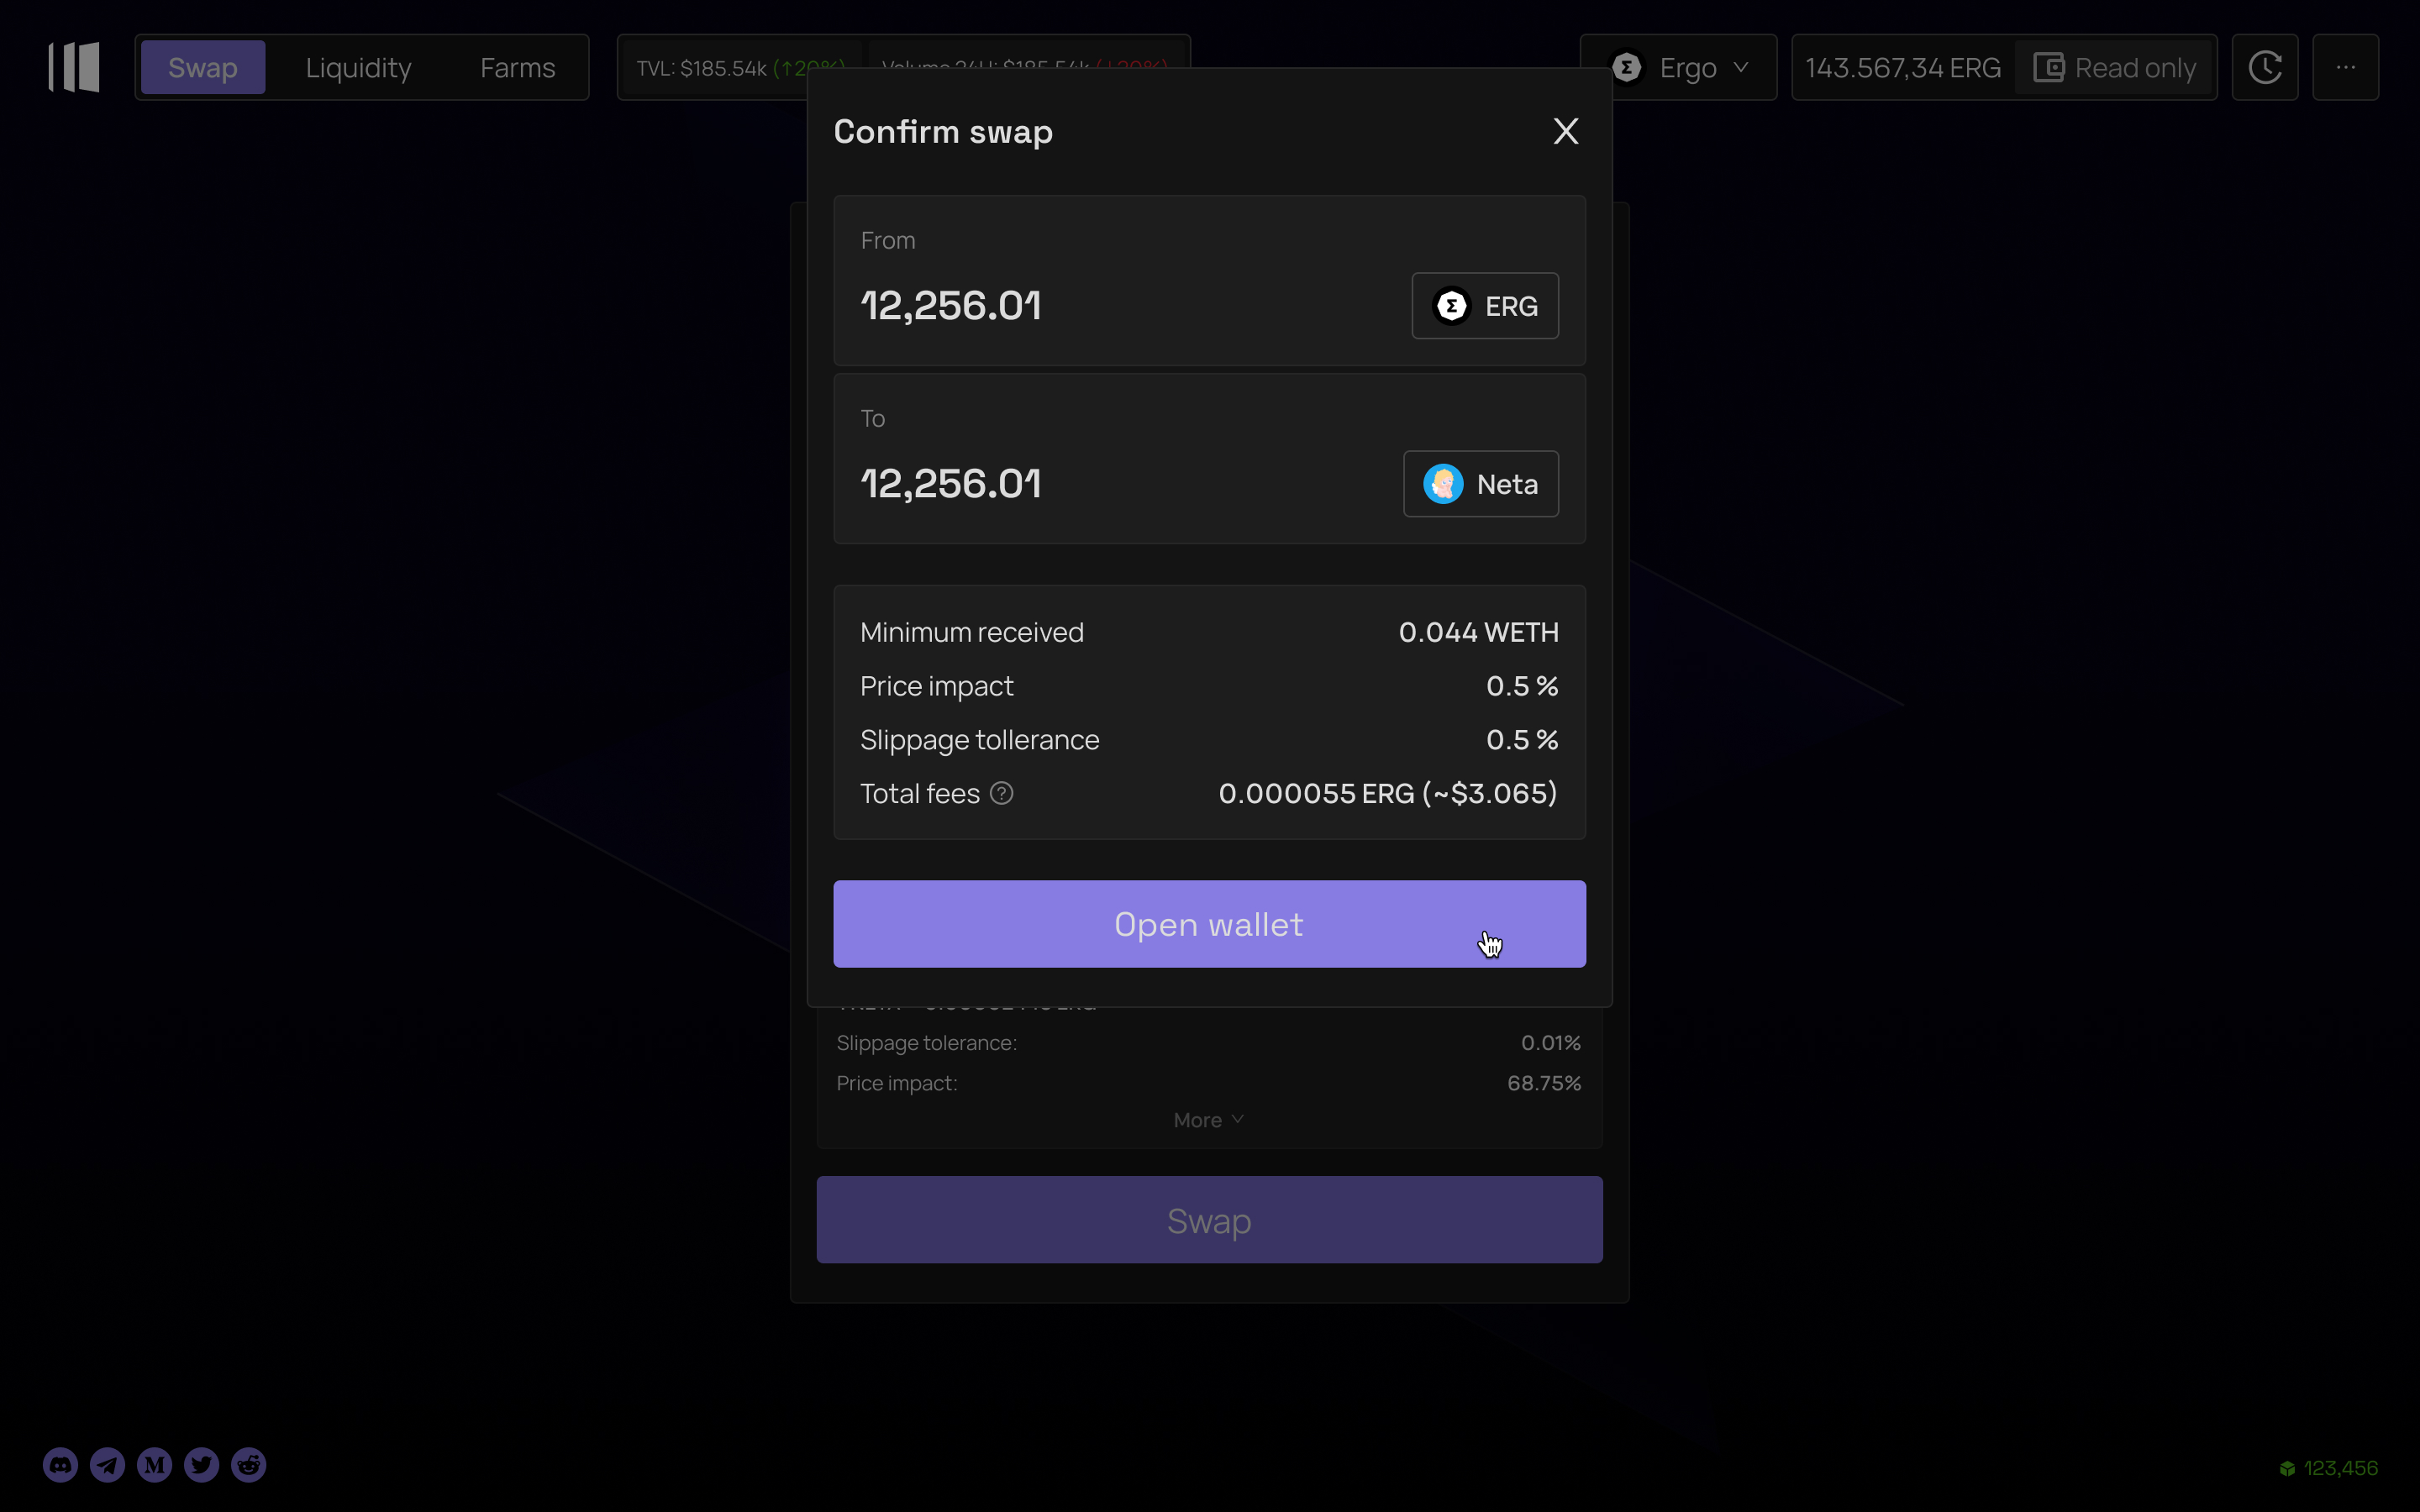 Swap Liquidity Farms TVL: $185.54k (↑20%) Volume 24H: $185.54k (↓20%) Ergo 143.567,34 ERG Read only ...
Confirm swap
From
12,256.01 ERG
To
12,256.01 Neta
Minimum received 0.044 WETH
Price impact 0.5 %
Slippage tollerance 0.5 %
Total fees ? 0.000055 ERG (~$3.065)
Open wallet
Slippage tolerance: 0.01%
Price impact: 68.75%
More
Swap
123,456